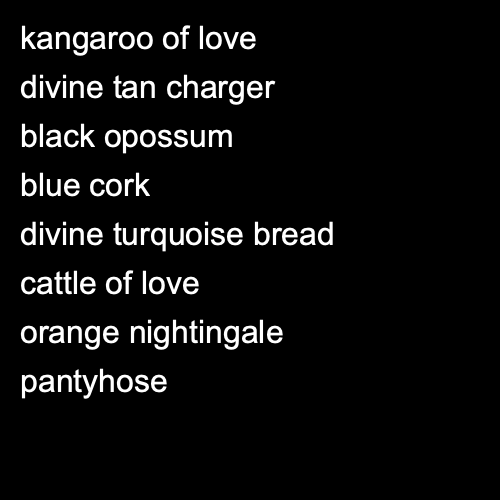 kangaroo of love
divine tan charger
black opossum
blue cork
divine turquoise bread
cattle of love
orange nightingale
pantyhose